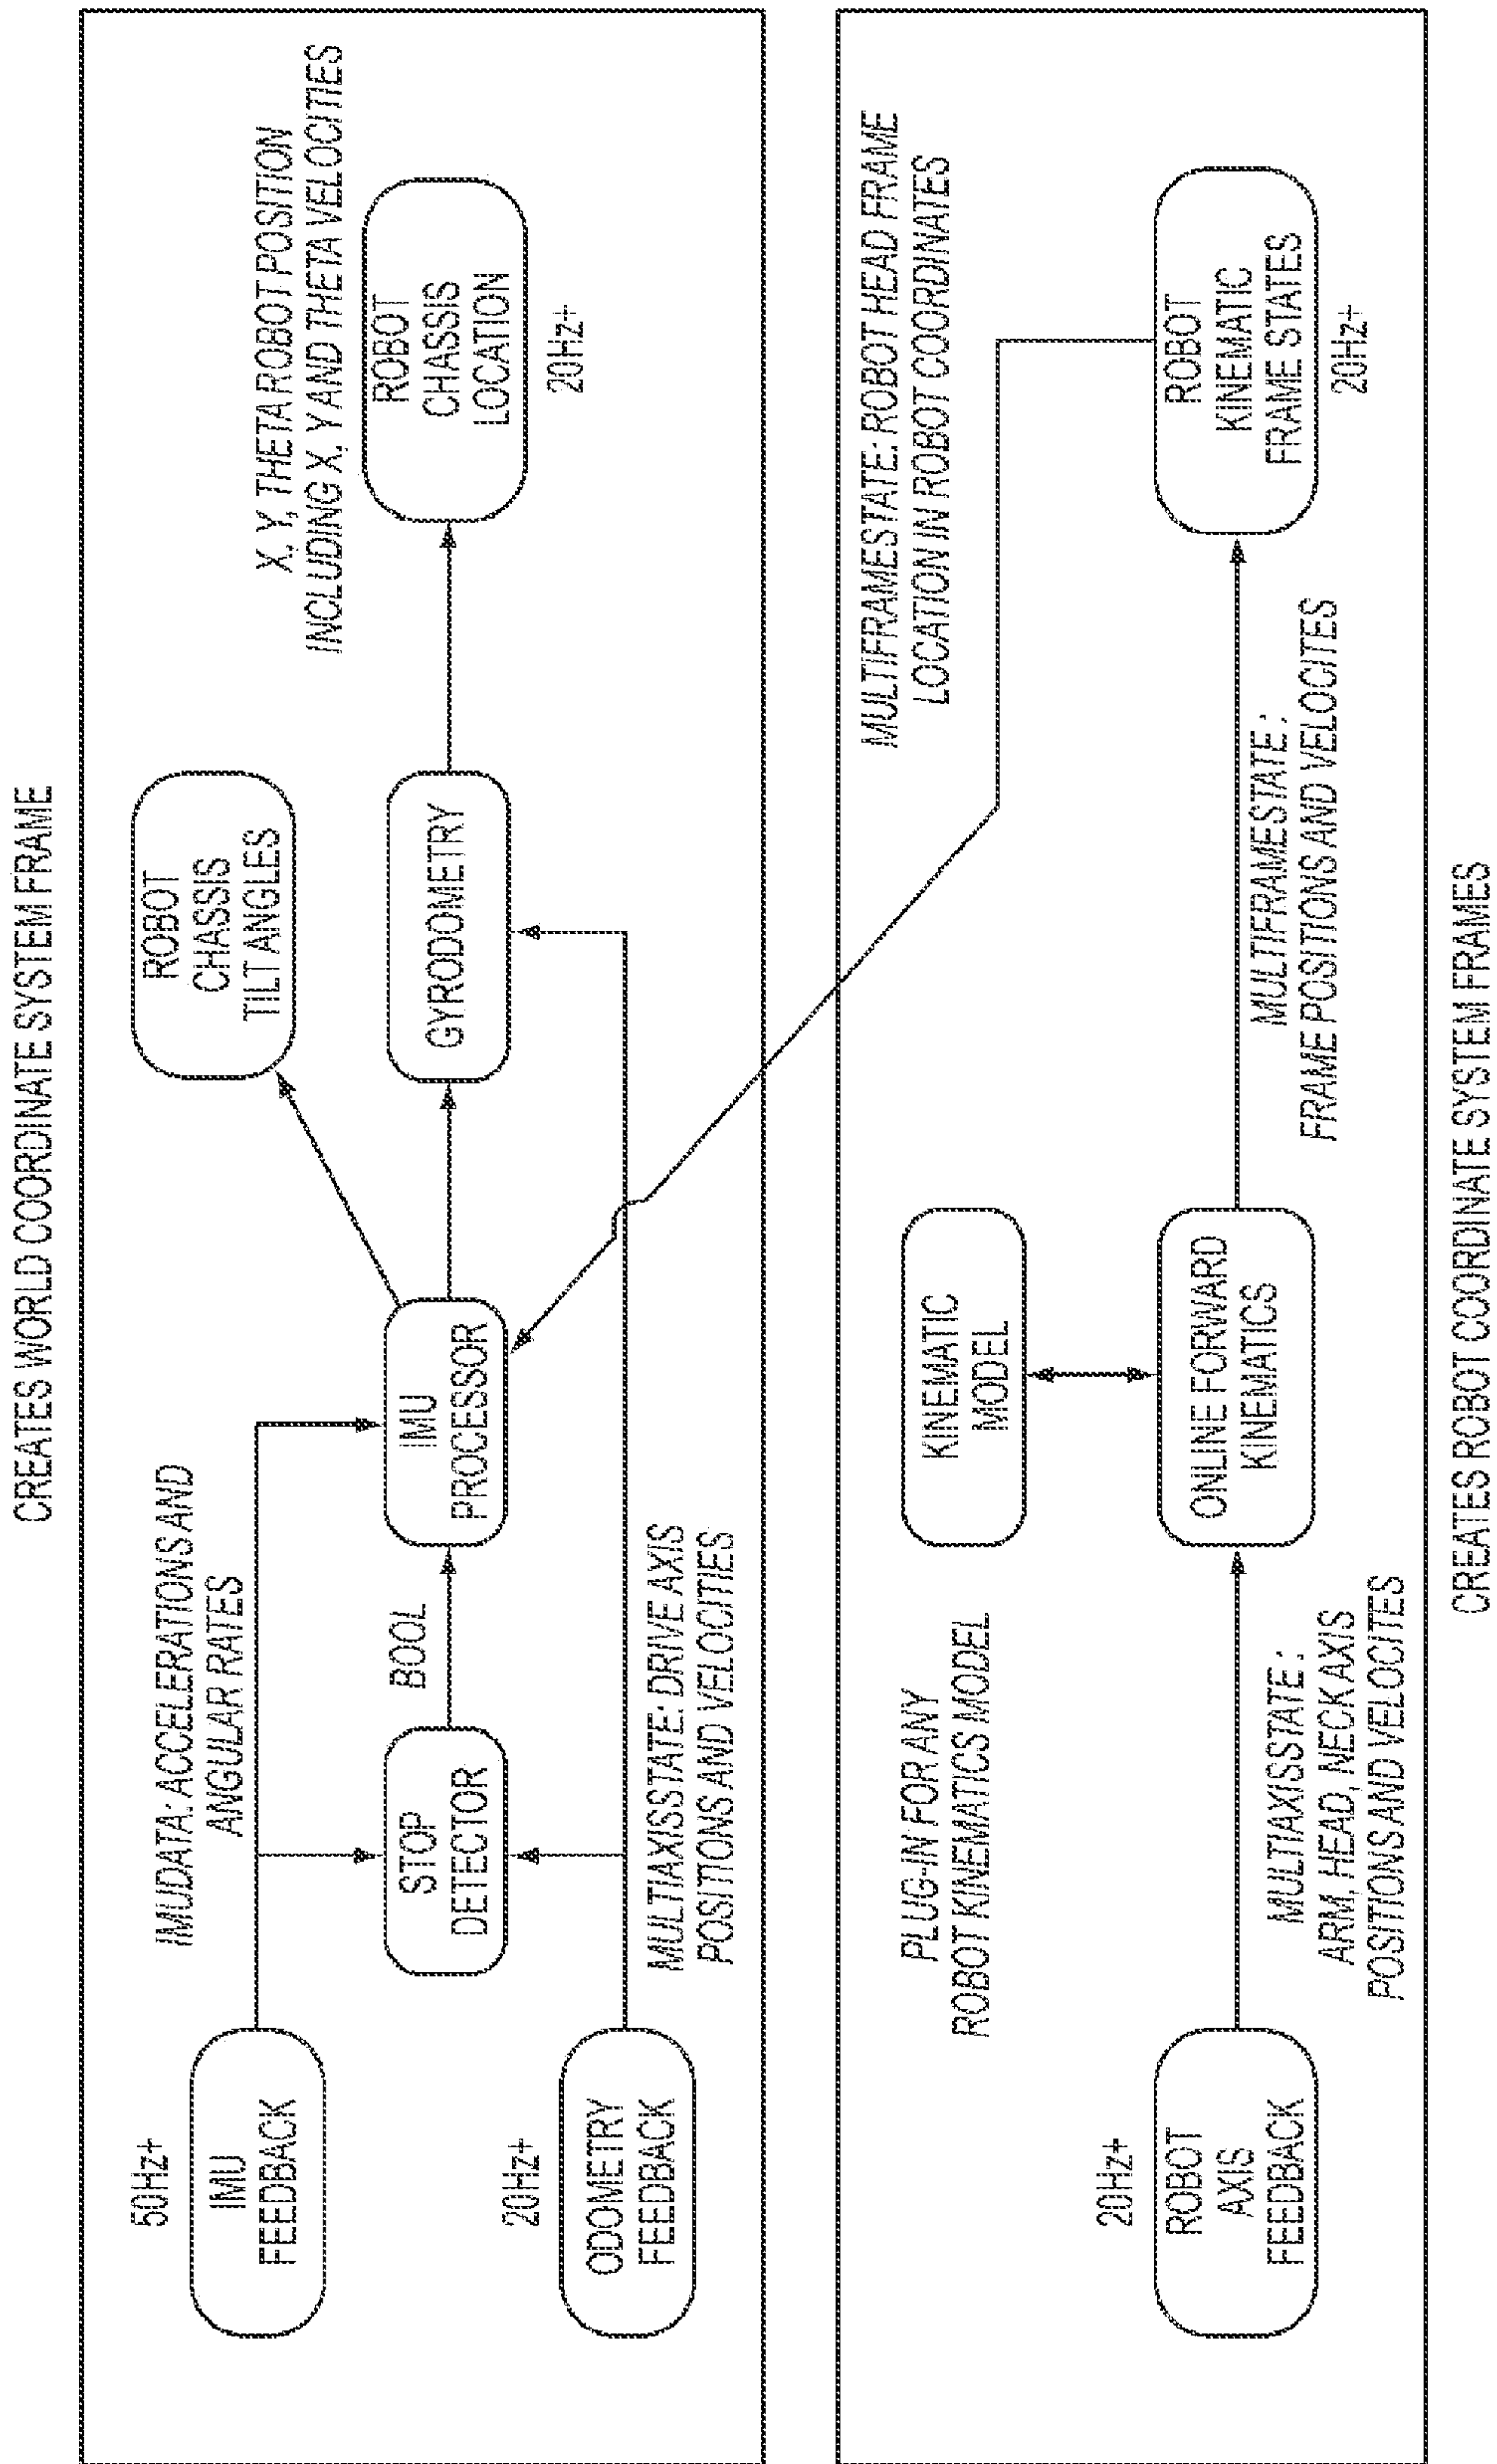 CREATES WORLD COORDINATE SYSTEM FRAME
50Hz+
IMU
FEEDBACK
IMUDATA: ACCELERATIONS AND
ANGULAR RATES
ROBOT
CHASSIS
TILT ANGLES
X, Y, THETA ROBOT POSITION
INCLUDING X, Y AND THETA VELOCITIES
STOP
DETECTOR
BOOL
IMU
PROCESSOR
GYRODOMETRY
ROBOT
CHASSIS
LOCATION
20Hz+
20Hz+
ODOMETRY
FEEDBACK
MULTIAXISSTATE: DRIVE AXIS
POSITIONS AND VELOCITIES
MULTIFRAMESTATE: ROBOT HEAD FRAME
LOCATION IN ROBOT COORDINATES
PLUG-IN FOR ANY
ROBOT KINEMATICS MODEL
KINEMATIC
MODEL
20Hz+
ROBOT
AXIS
FEEDBACK
MULTIAXISSTATE :
ARM, HEAD, NECK AXIS
POSITIONS AND VELOCITES
ONLINE FORWARD
KINEMATICS
MULTIFRAMESTATE :
FRAME POSITIONS AND VELOCITES
ROBOT
KINEMATIC
FRAME STATES
20Hz+
CREATES ROBOT COORDINATE SYSTEM FRAMES